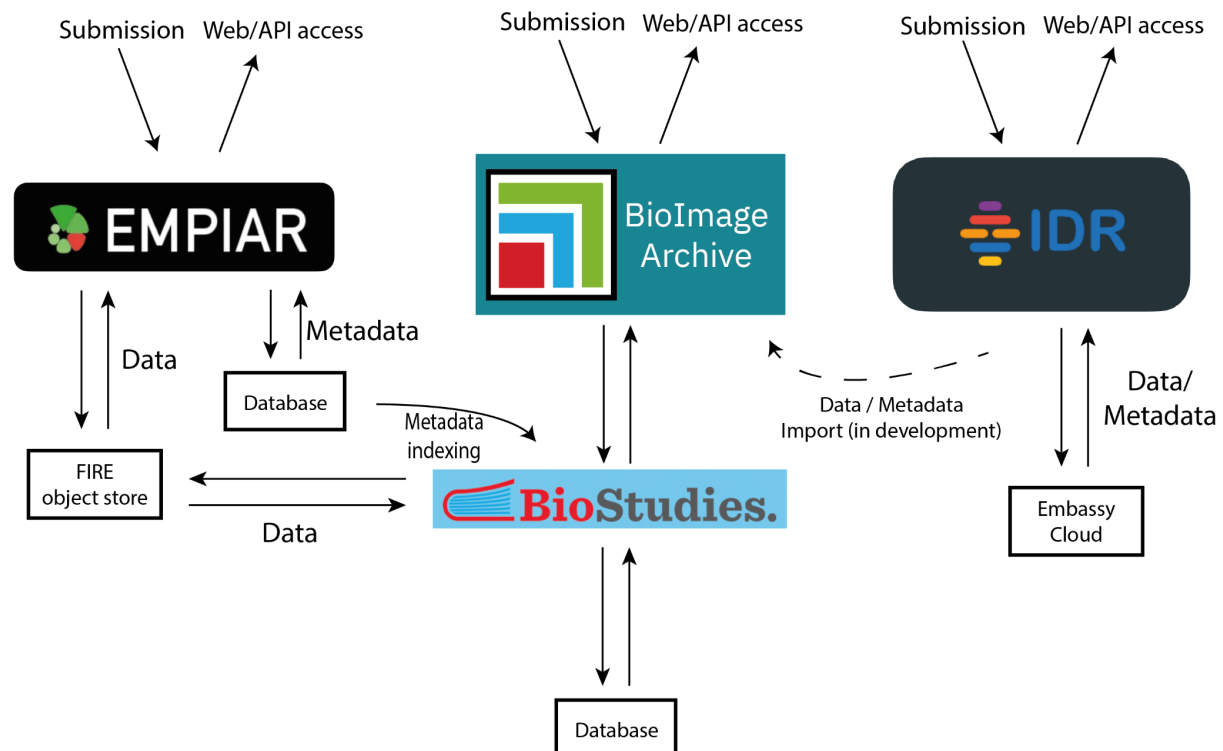 Submission Web/API access
Submission Web/API access
Submission Web/API access
EMPIAR
BioImage
Archive
IDR
Data
Metadata
Database
Metadata
indexing
Data / Metadata
Import (in development)
Data/
Metadata
FIRE
object store
Data
BioStudies.
Embassy
Cloud
Database